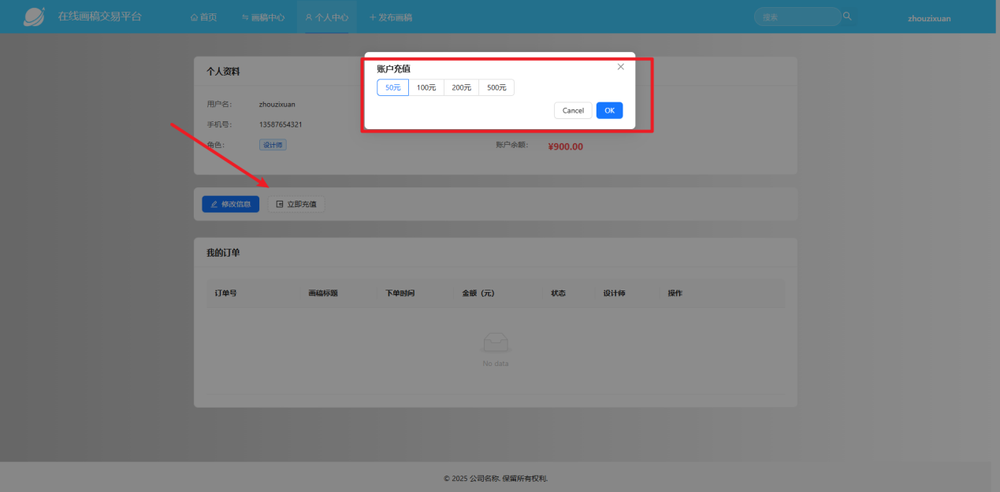 在线画稿交易平台 首页 画稿中心 个人中心 发布画稿 搜索 zhouzixuan
账户充值
50元 100元 200元 500元
Cancel OK
个人资料
用户名: zhouzixuan
手机号: 13587654321
角色: 设计师 账户余额: ¥900.00
修改信息 立即充值
我的订单
订单号 画稿标题 下单时间 金额（元） 状态 设计师 操作
No data
© 2025 公司名称. 保留所有权利.